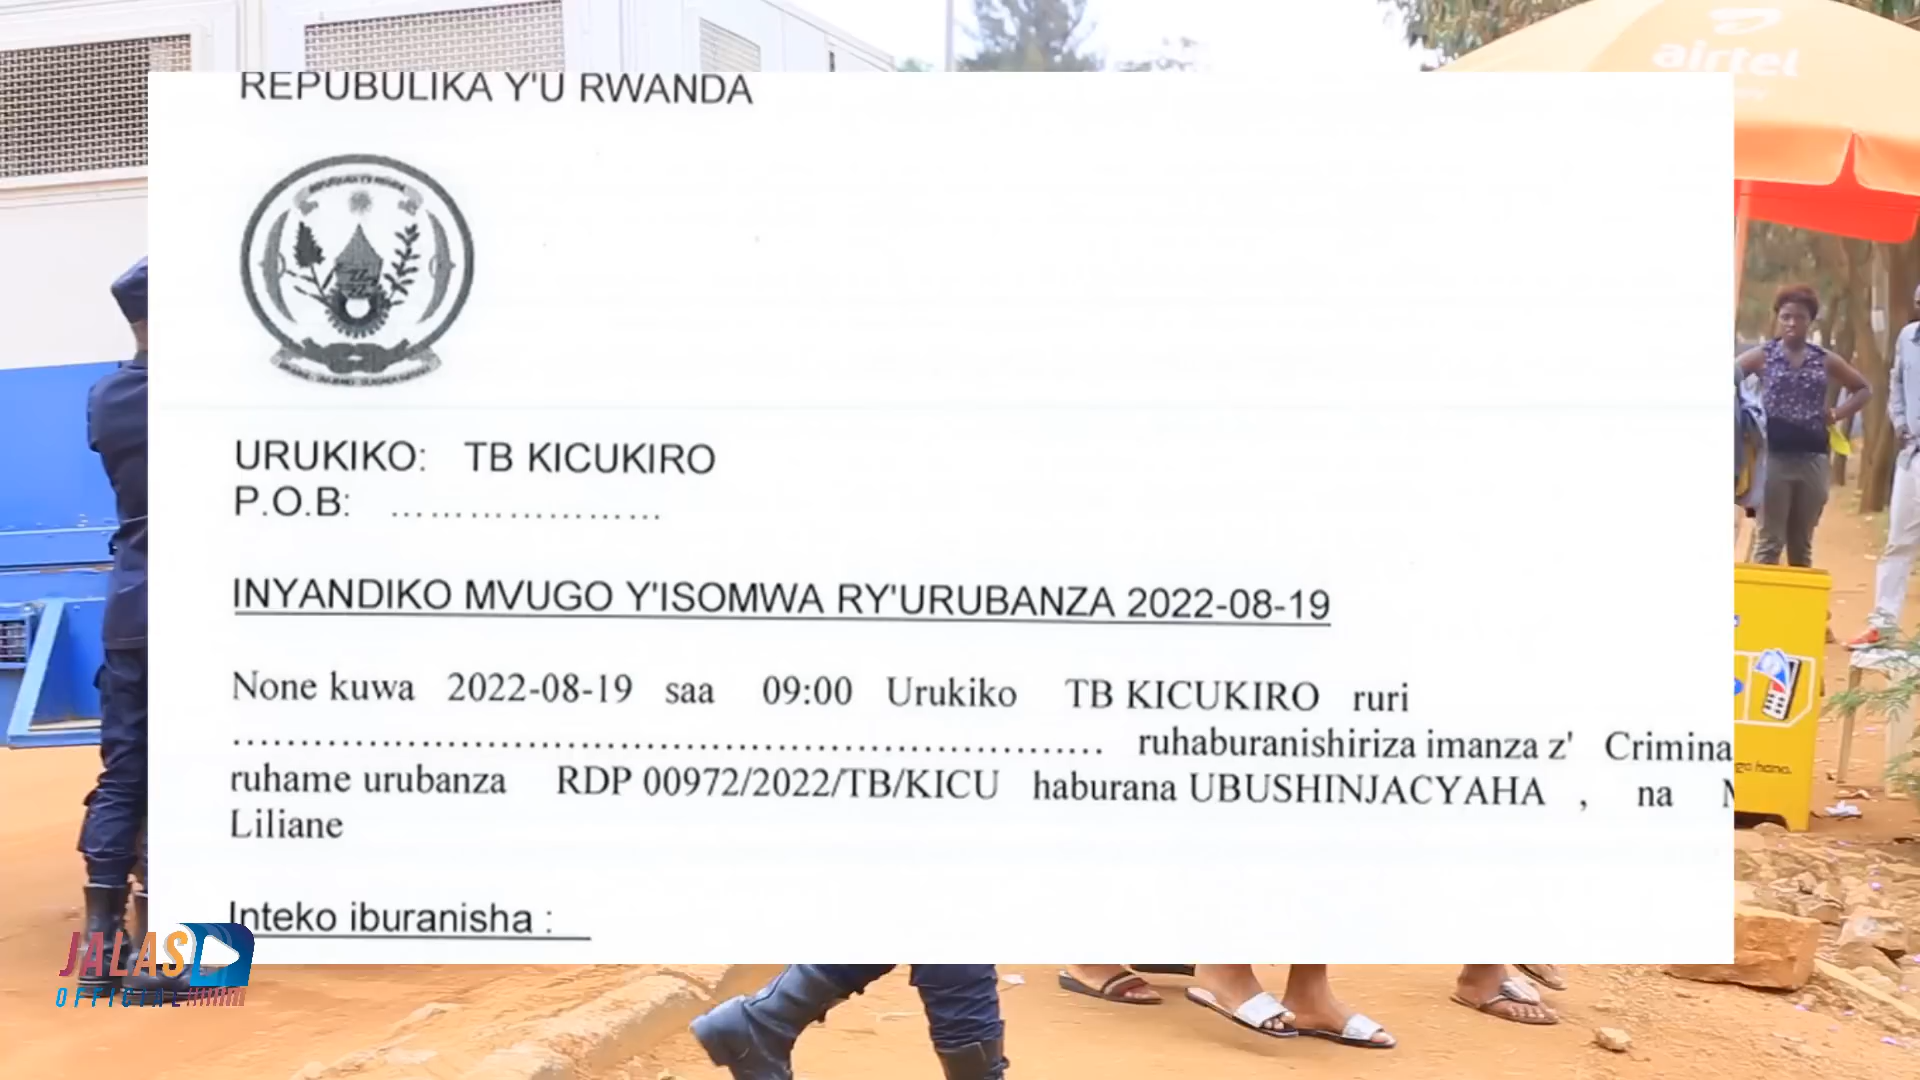 REPUBULIKA Y'U RWANDA
URUKIKO: TB KICUKIRO
P.O.B: .....................
INYANDIKO MVUGO Y'ISOMWA RY'URUBANZA 2022-08-19
None kuwa 2022-08-19 saa 09:00 Urukiko TB KICUKIRO ruri
................................................................. ruhaburanishiriza imanza z' Crimina
ruhame urubanza RDP 00972/2022/TB/KICU haburana UBUSHINJACYAHA , na
Liliane
Inteko iburanisha :
airtel
JALAS
OFFICIAL